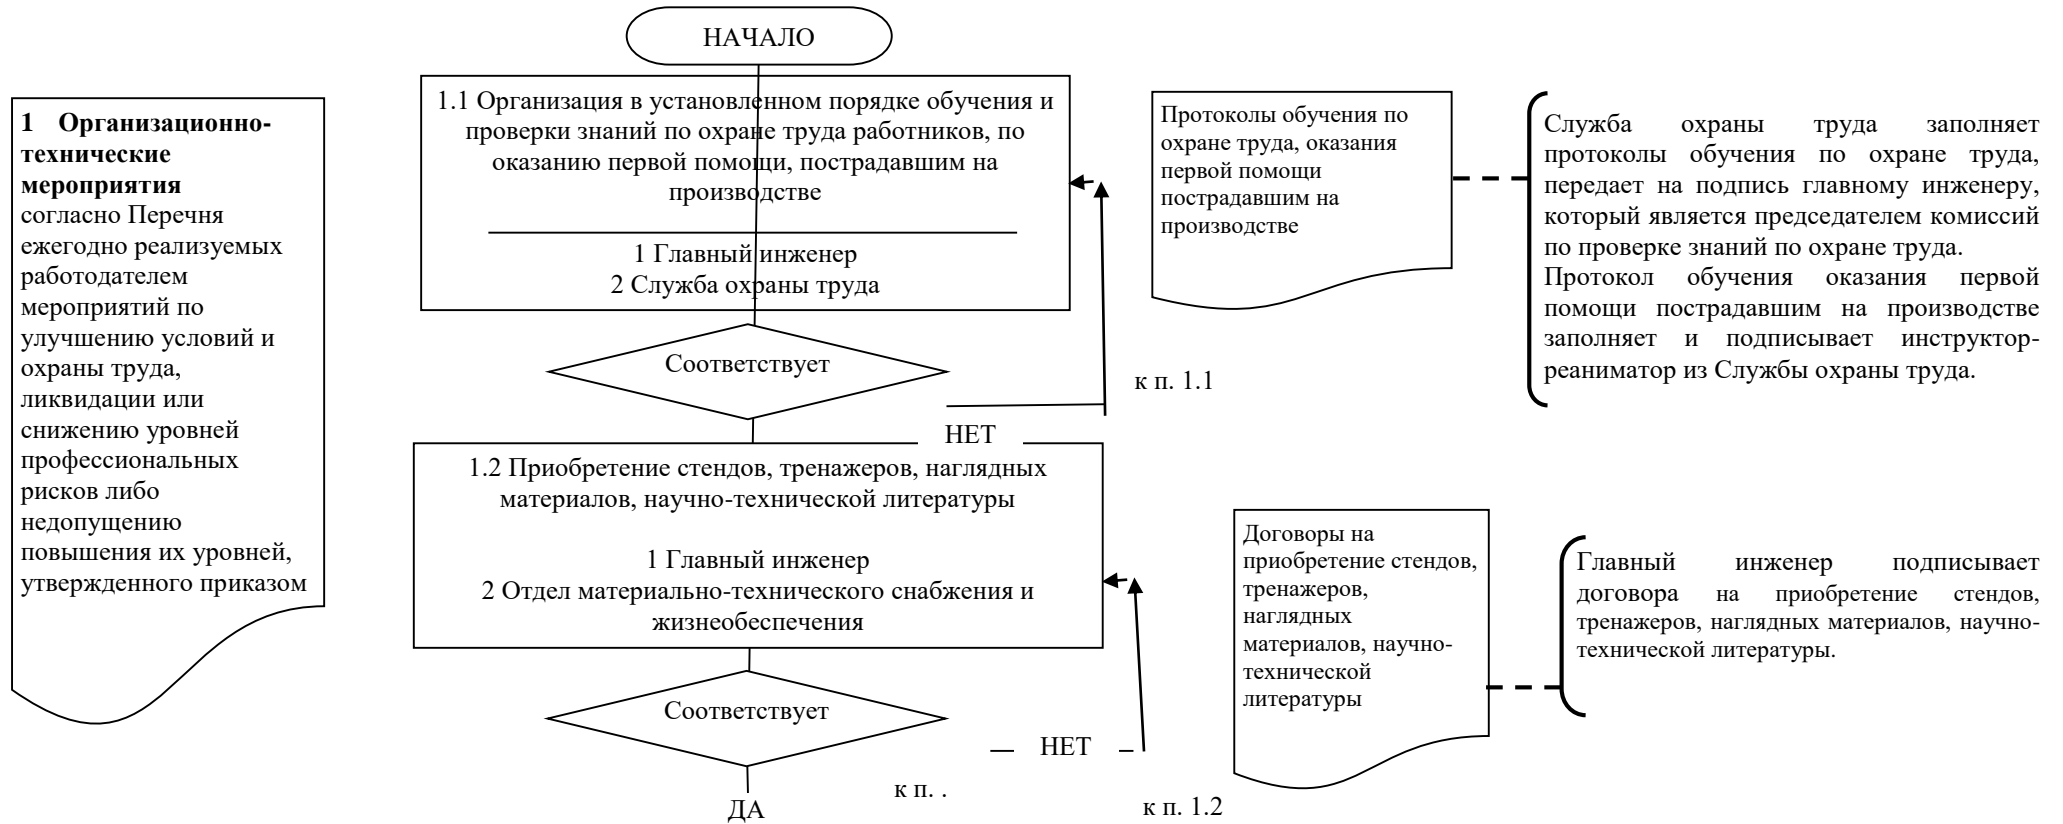 НАЧАЛО
1 Организационно-
технические
мероприятия
согласно Перечня
ежегодно реализуемых
работодателем
мероприятий по
улучшению условий и
охраны труда,
ликвидации или
снижению уровней
профессиональных
рисков либо
недопущению
повышения их уровней,
утвержденного приказом
1.1 Организация в установленном порядке обучения и
проверки знаний по охране труда работников, по
оказанию первой помощи, пострадавшим на
производстве
1 Главный инженер
2 Служба охраны труда
Протоколы обучения по
охране труда, оказания
первой помощи
пострадавшим на
производстве
Служба охраны труда заполняет
протоколы обучения по охране труда,
передает на подпись главному инженеру,
который является председателем комиссий
по проверке знаний по охране труда.
Протокол обучения оказания первой
помощи пострадавшим на производстве
заполняет и подписывает инструктор-
реаниматор из Службы охраны труда.
Соответствует
к п. 1.1
НЕТ
1.2 Приобретение стендов, тренажеров, наглядных
материалов, научно-технической литературы
1 Главный инженер
2 Отдел материально-технического снабжения и
жизнеобеспечения
Договоры на
приобретение стендов,
тренажеров,
наглядных
материалов, научно-
технической
литературы
Главный инженер подписывает
договора на приобретение стендов,
тренажеров, наглядных материалов, научно-
технической литературы.
Соответствует
НЕТ
к п. .
к п. 1.2
ДА